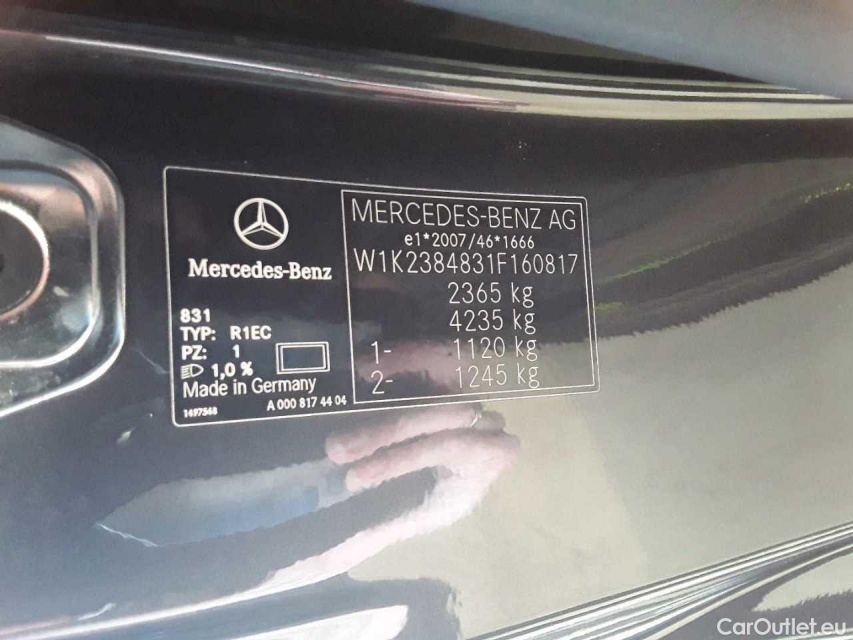 Mercedes-Benz
831
TYP: R1EC
PZ: 1
1,0 %
Made in Germany
1497568
A 000 817 44 04
MERCEDES-BENZ AG
e1*2007/46*1666
W1K2384831F160817
2365 kg
4235 kg
1- 1120 kg
2- 1245 kg
CarOutlet.eu